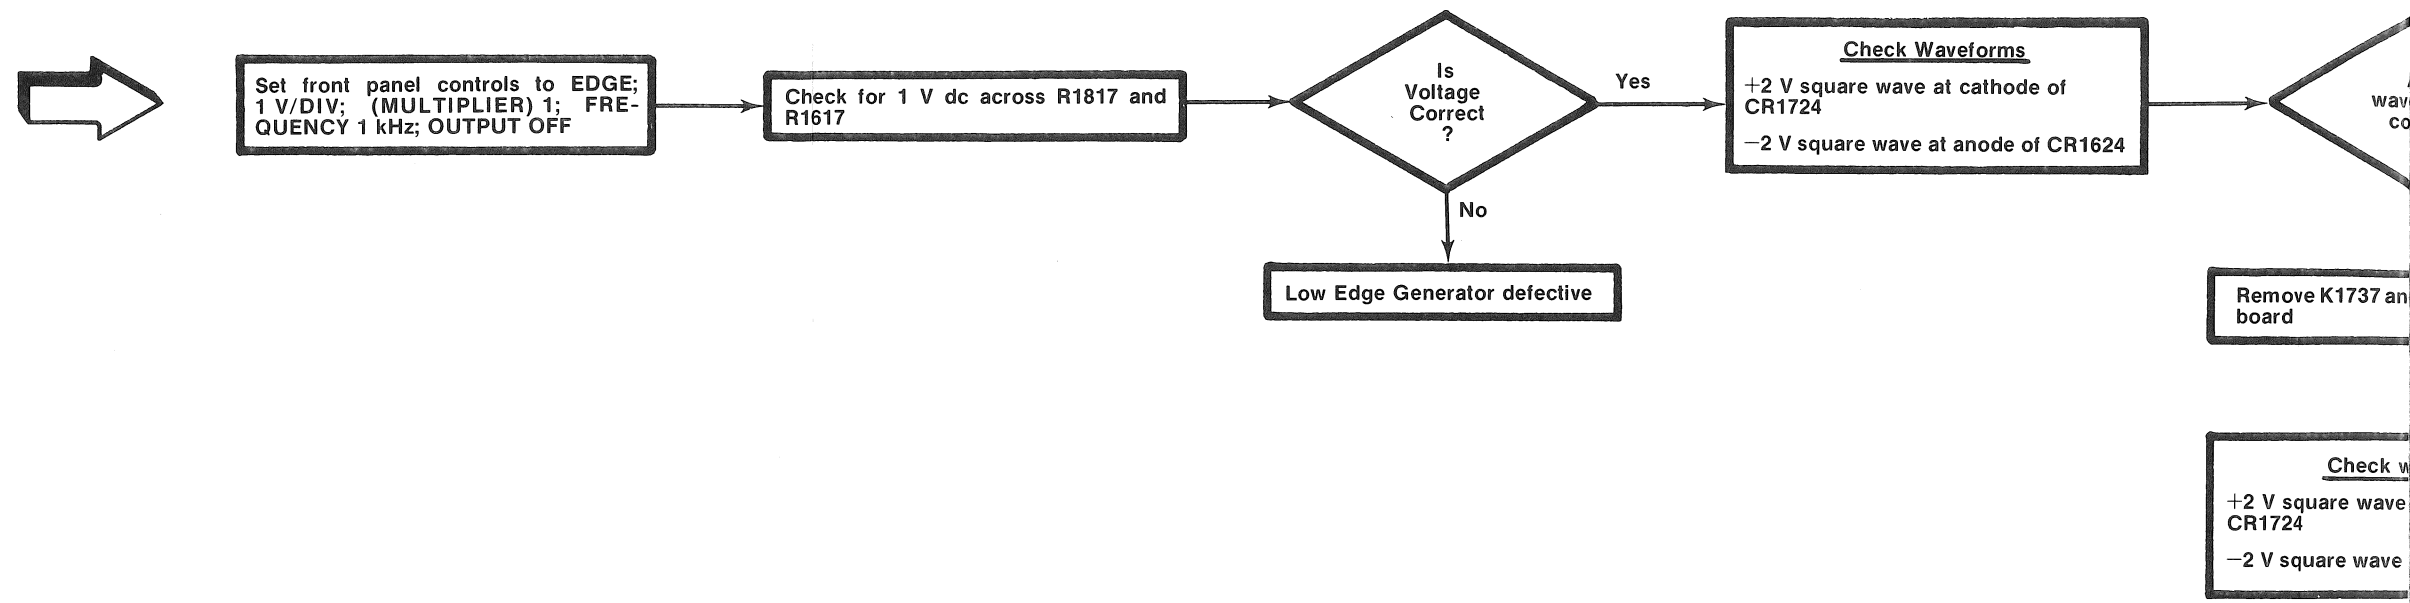 Set front panel controls to EDGE;
1 V/DIV; (MULTIPLIER) 1; FRE-
QUENCY 1 kHz; OUTPUT OFF
Check for 1 V dc across R1817 and
R1617
Is
Voltage
Correct
?
Yes
No
Low Edge Generator defective
Check Waveforms
+2 V square wave at cathode of
CR1724
−2 V square wave at anode of CR1624
Remove K1737
board
Check
+2 V square wave
CR1724
−2 V square wave